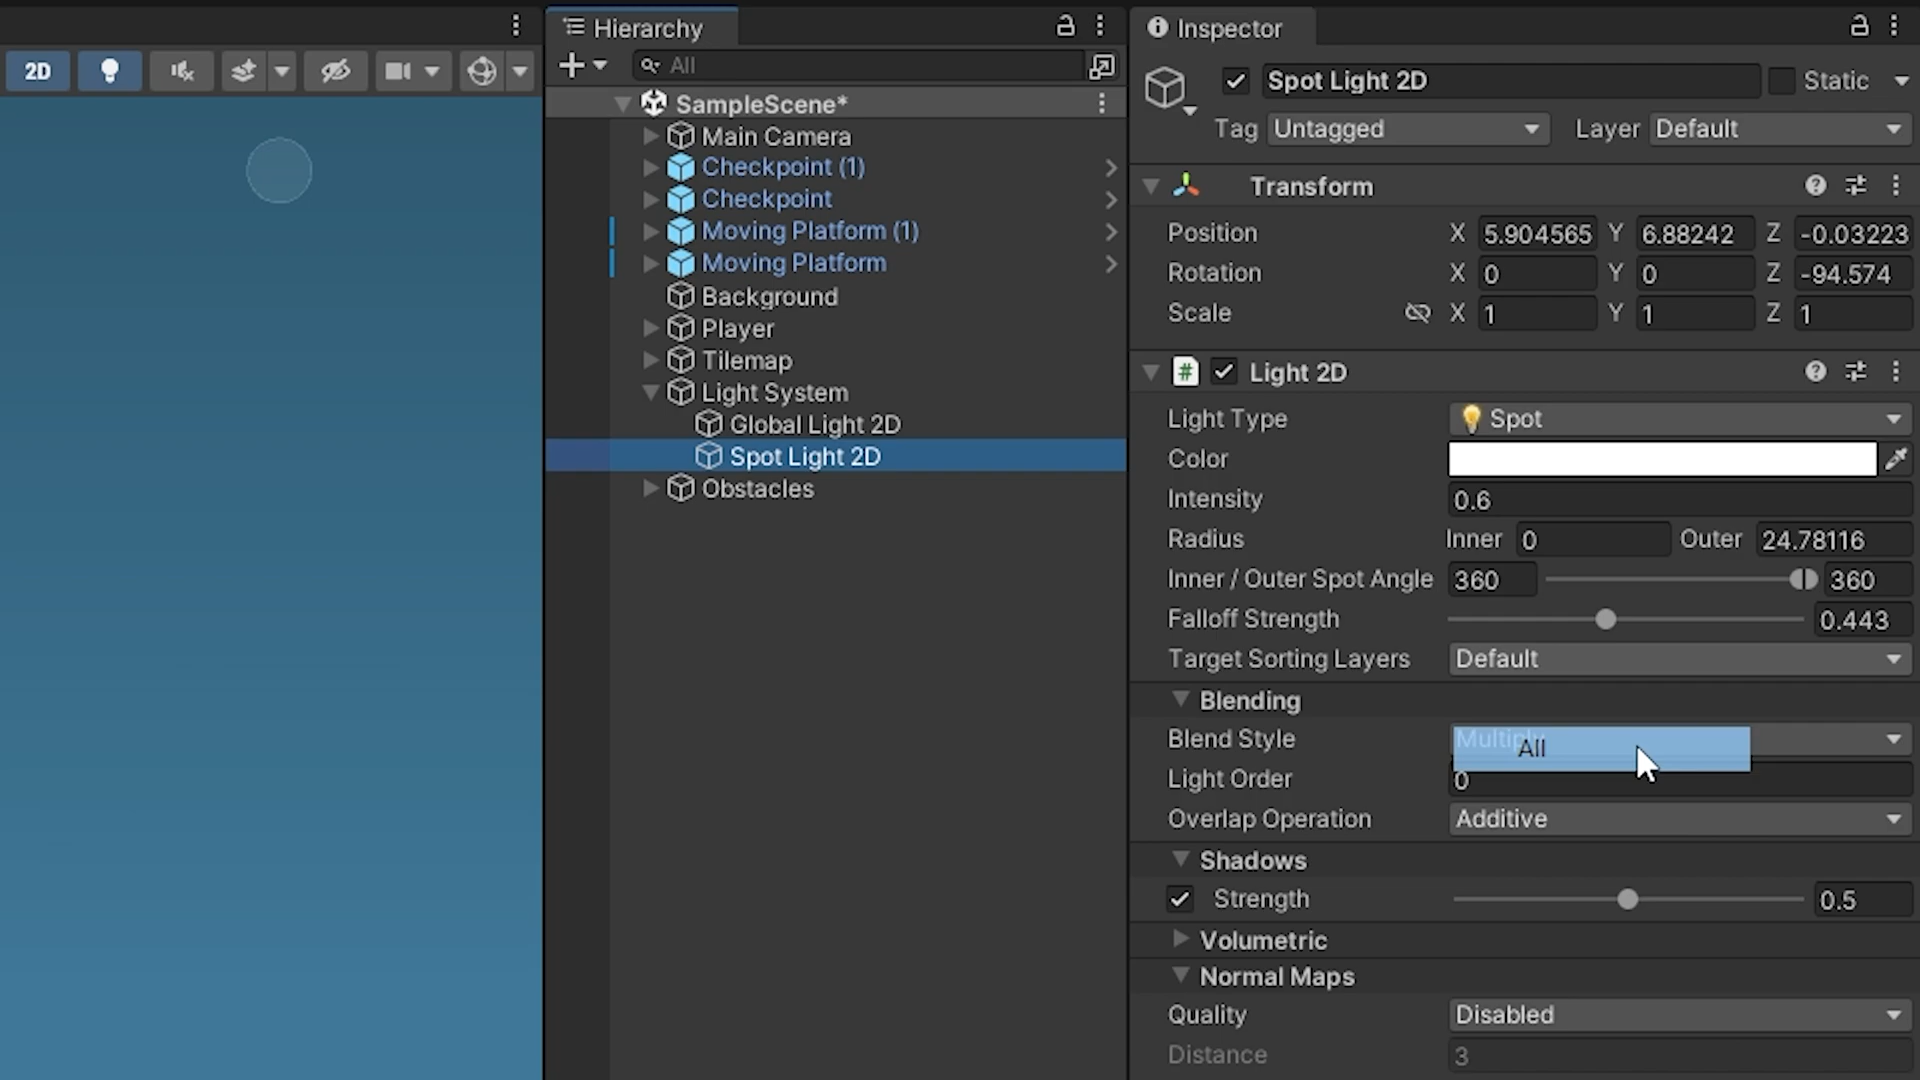 2D
Hierarchy
All
SampleScene*
Main Camera
Checkpoint (1)
Checkpoint
Moving Platform (1)
Moving Platform
Background
Player
Tilemap
Light System
Global Light 2D
Spot Light 2D
Obstacles
Inspector
Spot Light 2D
Static
Tag Untagged Layer Default
Transform
Position X 5.904565 Y 6.88242 Z -0.03223
Rotation X 0 Y 0 Z -94.574
Scale X 1 Y 1 Z 1
# Light 2D
Light Type Spot
Color
Intensity 0.6
Radius Inner 0 Outer 24.78116
Inner / Outer Spot Angle 360 360
Falloff Strength 0.443
Target Sorting Layers Default
Blending
Blend Style Multiply All
Light Order 0
Overlap Operation Additive
Shadows
Strength 0.5
Volumetric
Normal Maps
Quality Disabled
Distance 3